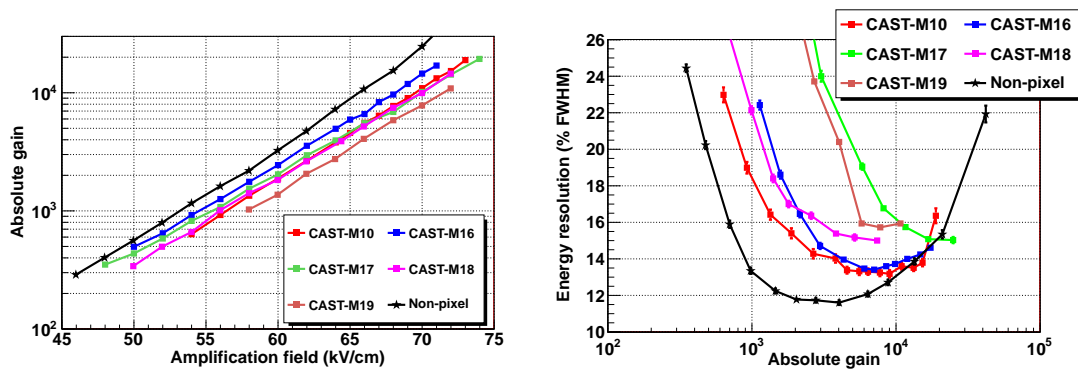 Absolute gain
10^4
10^3
10^2
CAST-M10 CAST-M16
CAST-M17 CAST-M18
CAST-M19 Non-pixel
45 50 55 60 65 70 75
Amplification field (kV/cm)
Energy resolution (% FWHM)
26
24
22
20
18
16
14
12
10
CAST-M10 CAST-M16
CAST-M17 CAST-M18
CAST-M19 Non-pixel
10^2 10^3 10^4 10^5
Absolute gain